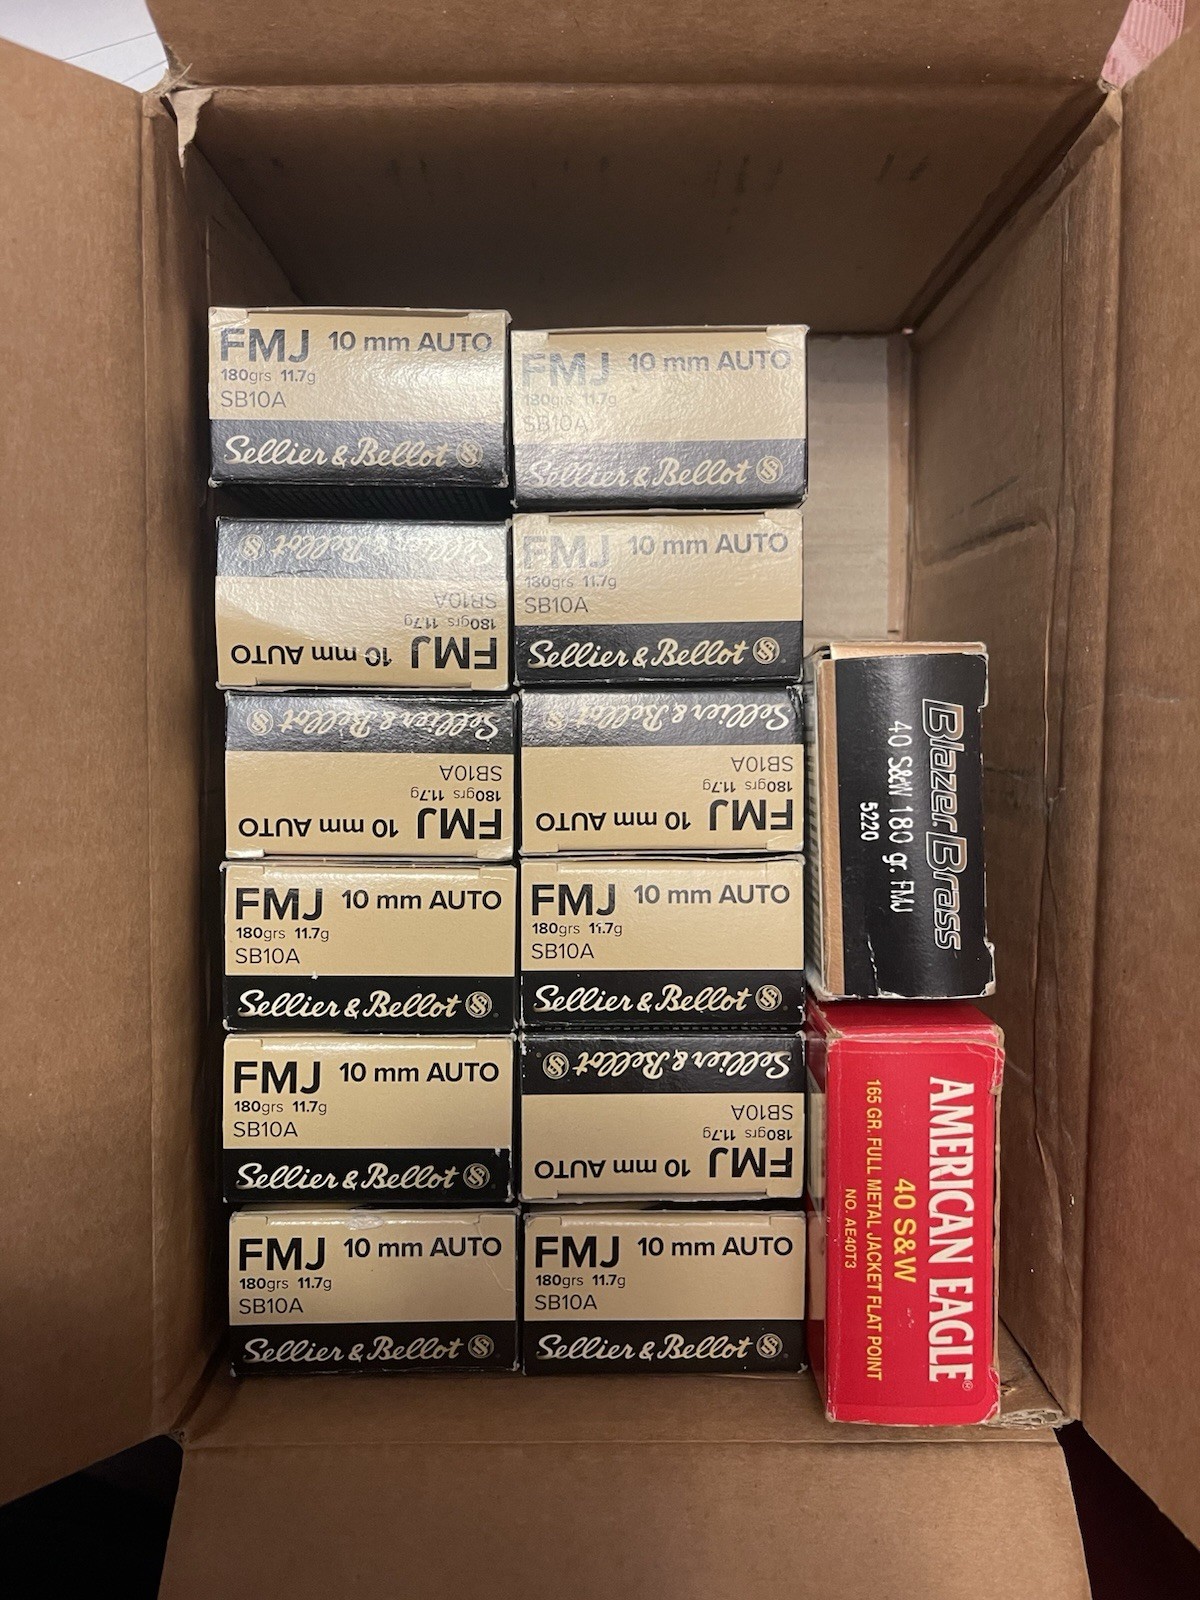 FMJ 10 mm AUTO
180grs 11.7g
SB10A
Sellier & Bellot
FMJ 10 mm AUTO
180grs 11.7g
SB10A
Sellier & Bellot
Sellier & Bellot
SB10A
180grs 11.7g
FMJ 10 mm AUTO
FMJ 10 mm AUTO
180grs 11.7g
SB10A
Sellier & Bellot
Sellier & Bellot
SB10A
180grs 11.7g
FMJ 10 mm AUTO
Sellier & Bellot
SB10A
180grs 11.7g
FMJ 10 mm AUTO
Blazer Brass
40 S&W 180 gr. FMJ
5220
FMJ 10 mm AUTO
180grs 11.7g
SB10A
Sellier & Bellot
FMJ 10 mm AUTO
180grs 11.7g
SB10A
Sellier & Bellot
FMJ 10 mm AUTO
180grs 11.7g
SB10A
Sellier & Bellot
Sellier & Bellot
SB10A
180grs 11.7g
FMJ 10 mm AUTO
AMERICAN EAGLE®
40 S&W
165 GR. FULL METAL JACKET FLAT POINT
NO. AE40T3
FMJ 10 mm AUTO
180grs 11.7g
SB10A
Sellier & Bellot
FMJ 10 mm AUTO
180grs 11.7g
SB10A
Sellier & Bellot